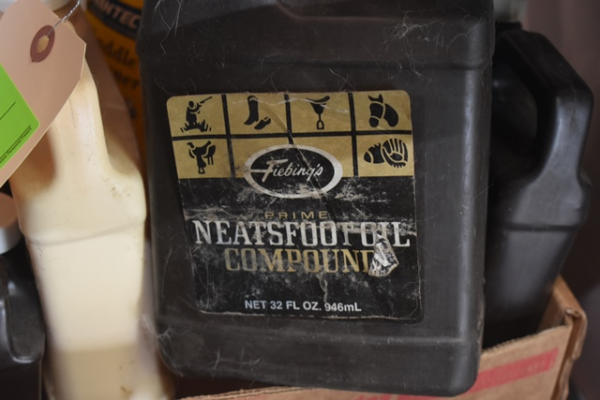 Fiebing's
PRIME
NEATSFOOT OIL
COMPOUND
NET 32 FL OZ. 946mL